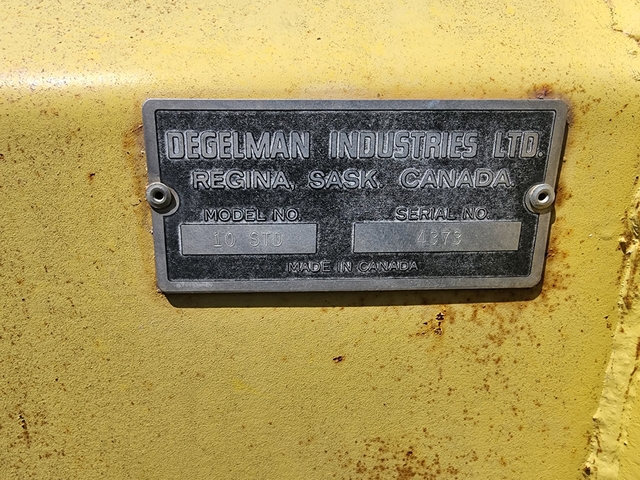 DEGELMAN INDUSTRIES LTD.
REGINA, SASK. CANADA
MODEL NO. SERIAL NO.
10 STD 4873
MADE IN CANADA